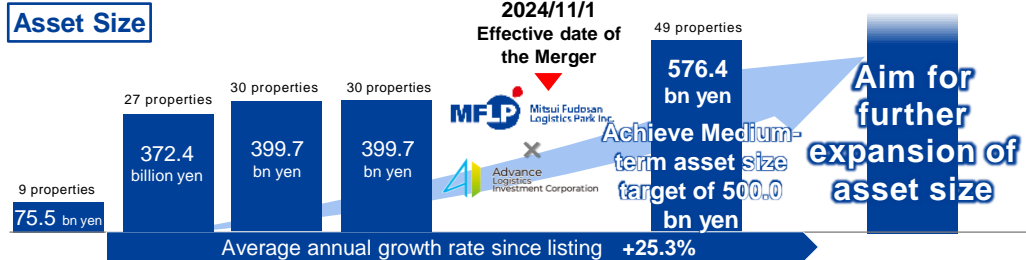 Asset Size
9 properties
75.5 bn yen
27 properties
372.4
billion yen
30 properties
399.7
bn yen
30 properties
399.7
bn yen
2024/11/1
Effective date of
the Merger
MFLP
Mitsui Fudosan
Logistics Park Inc.
×
Advance
Logistics
Investment Corporation
49 properties
576.4
bn yen
Achieve Medium-
term asset size
target of 500.0
bn yen
Aim for
further
expansion of
asset size
Average annual growth rate since listing +25.3%